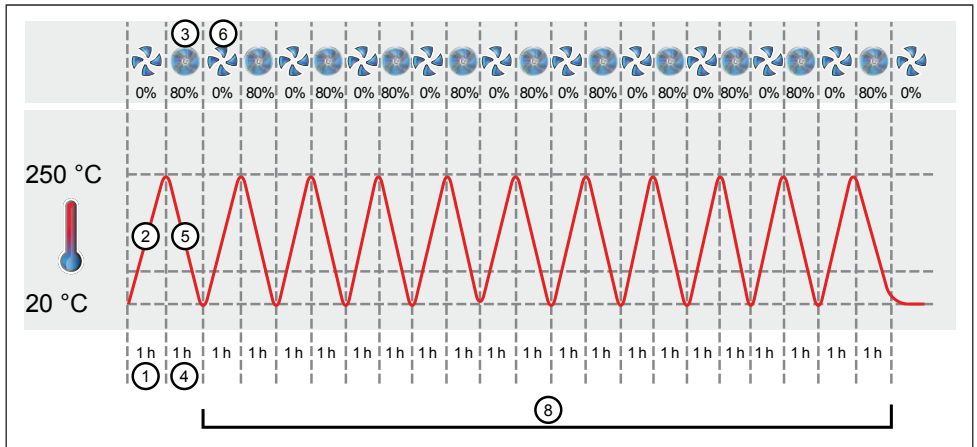 3 6
0% 80% 0% 80% 0% 80% 0% 80% 0% 80% 0% 80% 0% 80% 0% 80% 0% 80% 0% 80% 0% 80% 0%
250 °C
2 5
20 °C
1 h 1 h 1 h 1 h 1 h 1 h 1 h 1 h 1 h 1 h 1 h 1 h 1 h 1 h 1 h 1 h 1 h 1 h 1 h 1 h 1 h 1 h
1 4
8